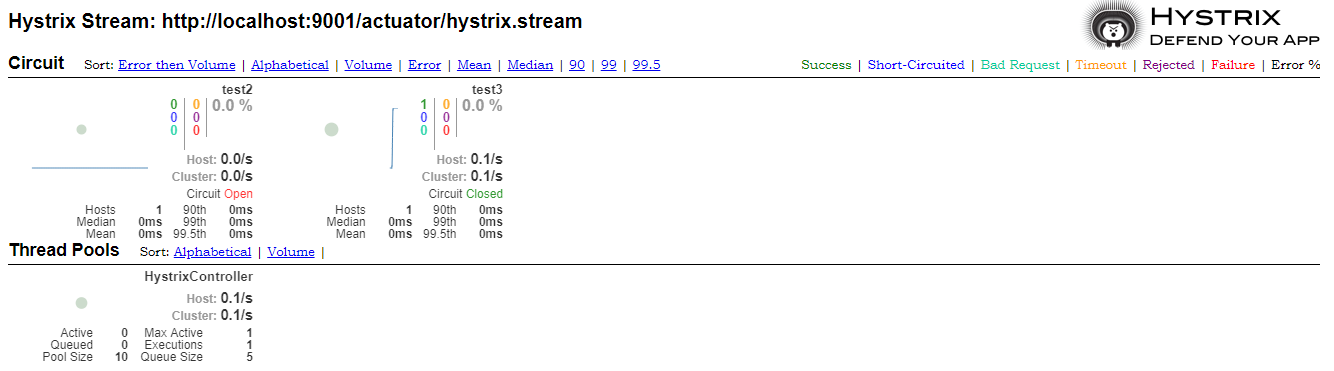 Hystrix Stream: http://localhost:9001/actuator/hystrix.stream
HYSTRIX
DEFEND YOUR APP
Circuit Sort: Error then Volume | Alphabetical | Volume | Error | Mean | Median | 90 | 99 | 99.5
Success | Short-Circuited | Bad Request | Timeout | Rejected | Failure | Error %
test2
0 0 0.0 %
0 0
0 0
Host: 0.0/s
Cluster: 0.0/s
Circuit Open
Hosts 1 90th 0ms
Median 0ms 99th 0ms
Mean 0ms 99.5th 0ms
test3
1 0 0.0 %
0 0
0 0
Host: 0.1/s
Cluster: 0.1/s
Circuit Closed
Hosts 1 90th 0ms
Median 0ms 99th 0ms
Mean 0ms 99.5th 0ms
Thread Pools Sort: Alphabetical | Volume |
HystrixController
Host: 0.1/s
Cluster: 0.1/s
Active 0 Max Active 1
Queued 0 Executions 1
Pool Size 10 Queue Size 5